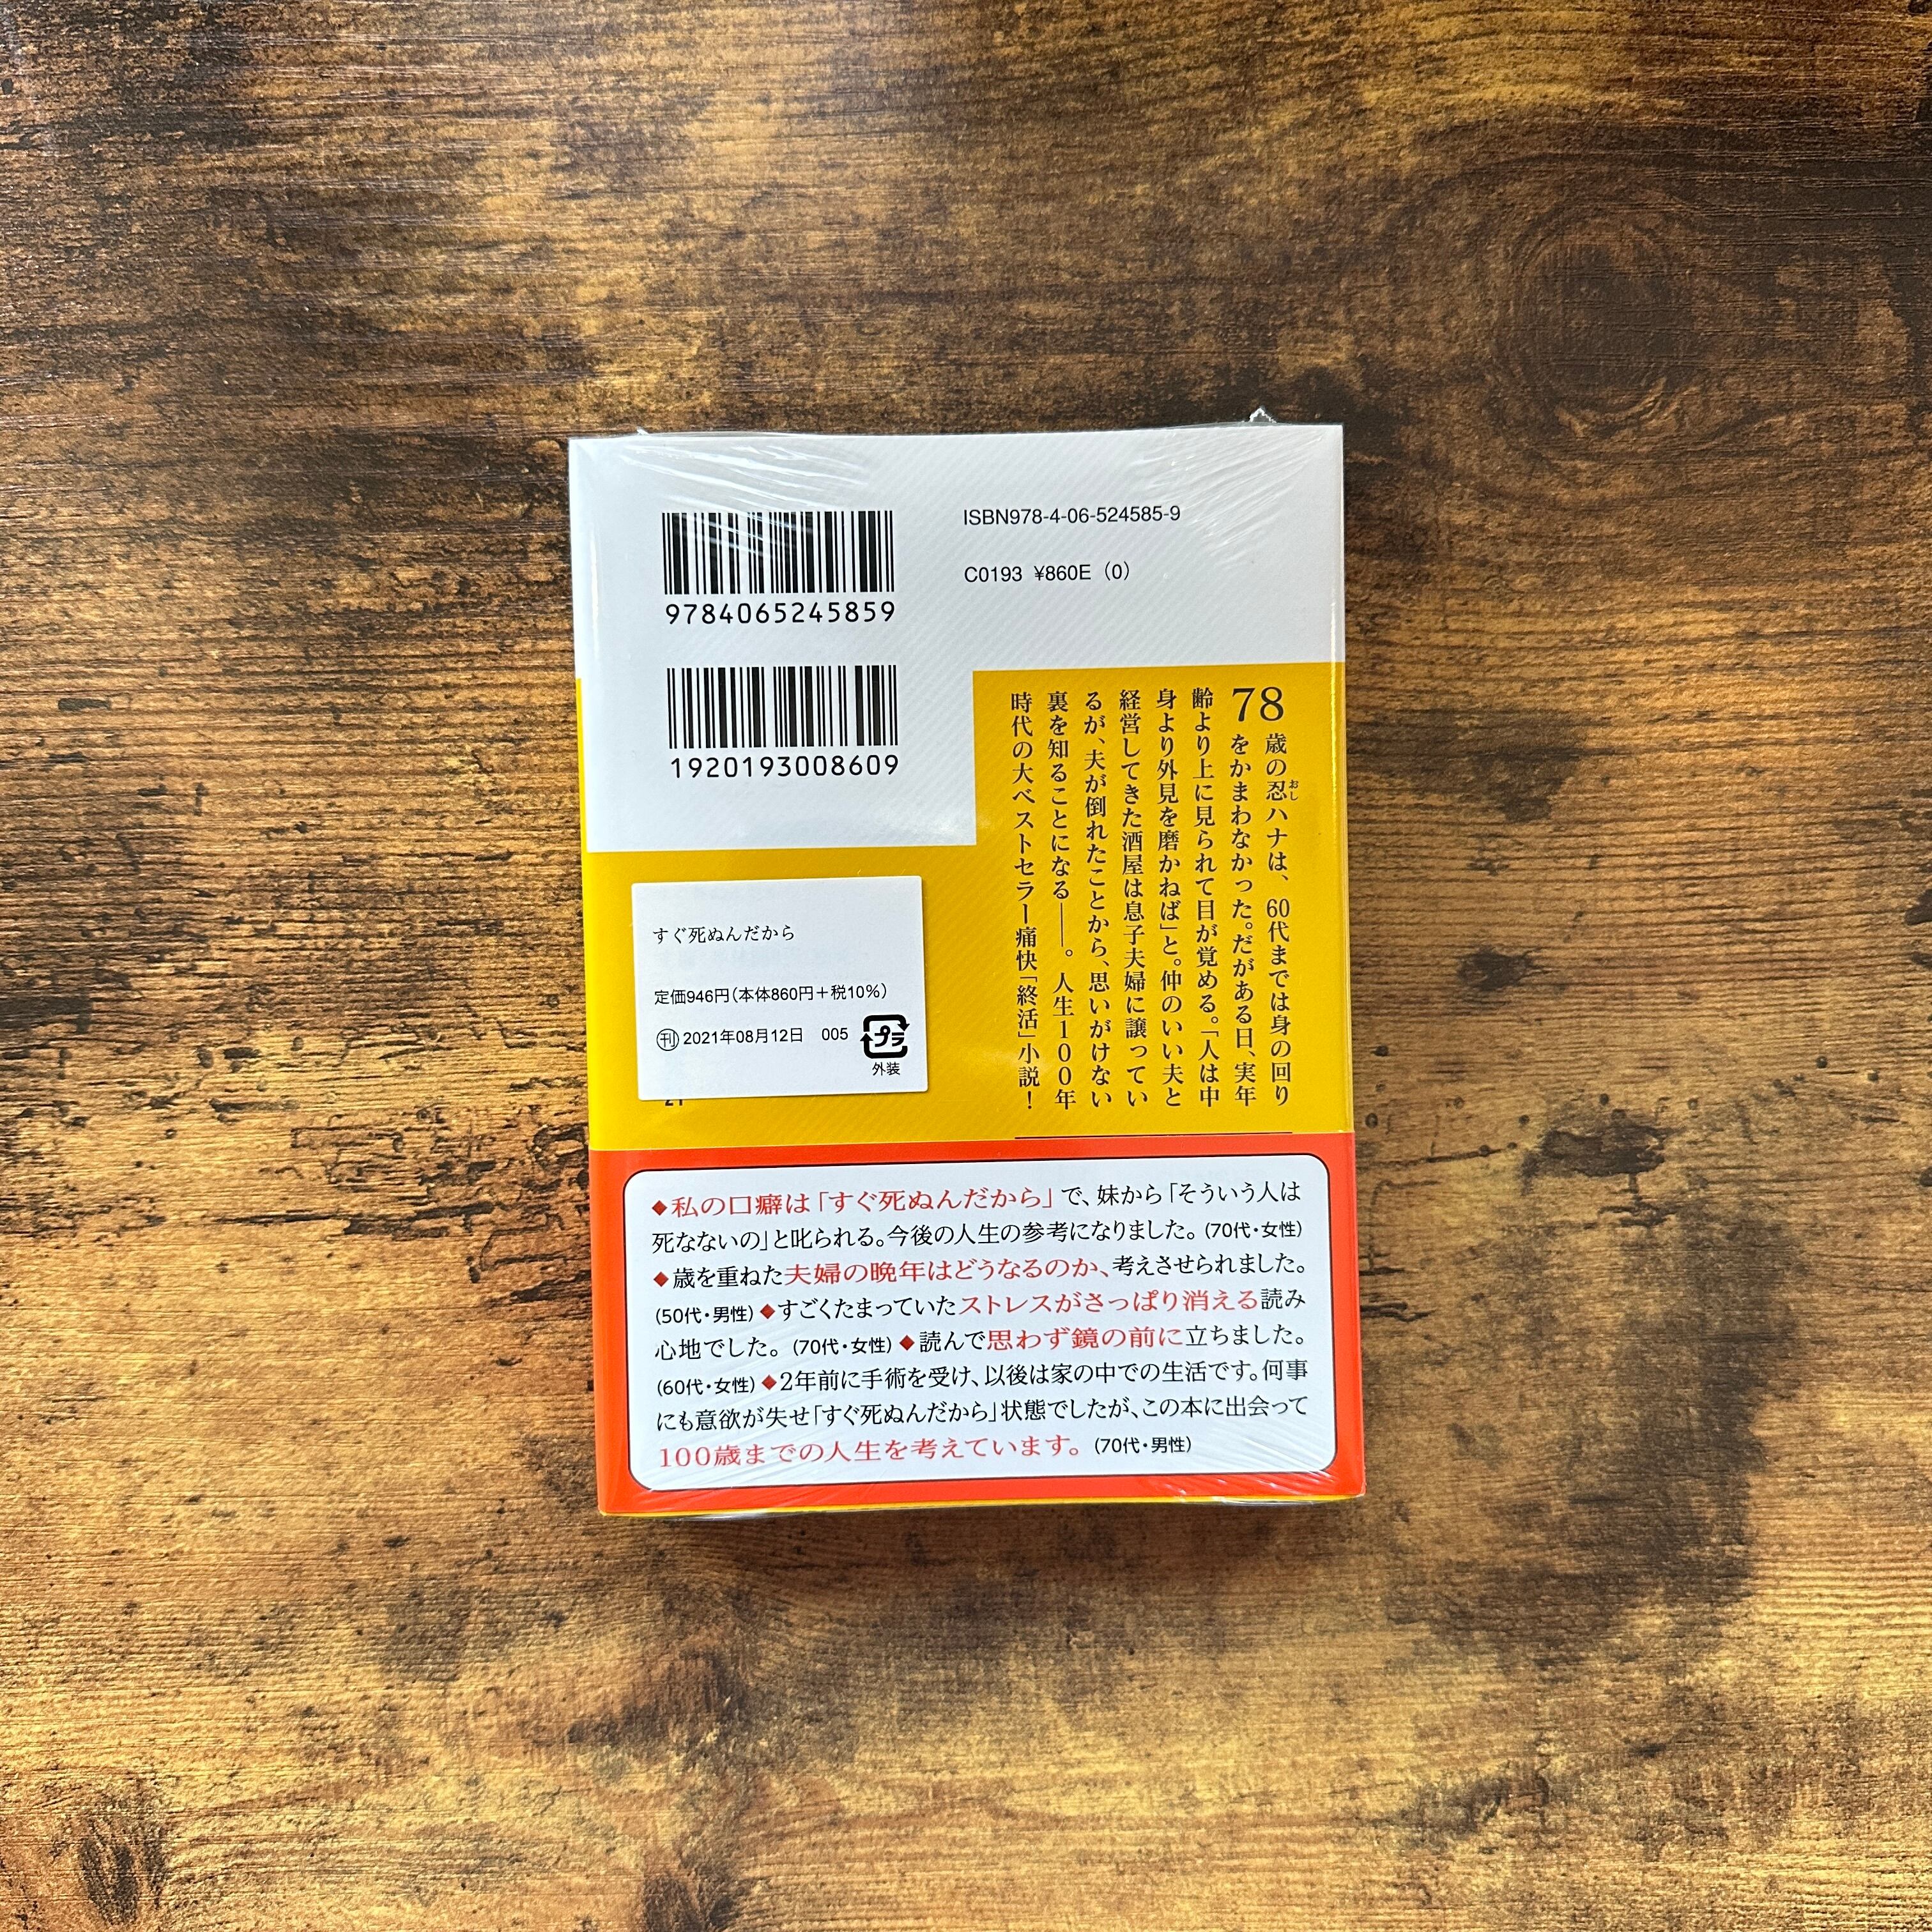 ISBN978-4-06-524585-9
C0193 ¥860E (0)
9784065245859
1920193008609
78歳の忍ハナは、60代までは身の回り
おし
をかまわなかった。だがある日、実年
齢より上に見られて目が覚める。「人は中
身より外見を磨かねば」と。仲のいい夫と
経営してきた酒屋は息子夫婦に譲ってい
るが、夫が倒れたことから、思いがけない
裏を知ることになる――。人生100年
時代の大ベストセラー痛快「終活」小説!
すぐ死ぬんだから
定価946円(本体860円+税10%)
刊 2021年08月12日 005
プラ
外装
◆私の口癖は「すぐ死ぬんだから」で、妹から「そういう人は
死なないの」と叱られる。今後の人生の参考になりました。(70代・女性)
◆歳を重ねた夫婦の晩年はどうなるのか、考えさせられました。
(50代・男性)◆すごくたまっていたストレスがさっぱり消える読み
心地でした。(70代・女性)◆読んで思わず鏡の前に立ちました。
(60代・女性)◆2年前に手術を受け、以後は家の中での生活です。何事
にも意欲が失せ「すぐ死ぬんだから」状態でしたが、この本に出会って
100歳までの人生を考えています。(70代・男性)